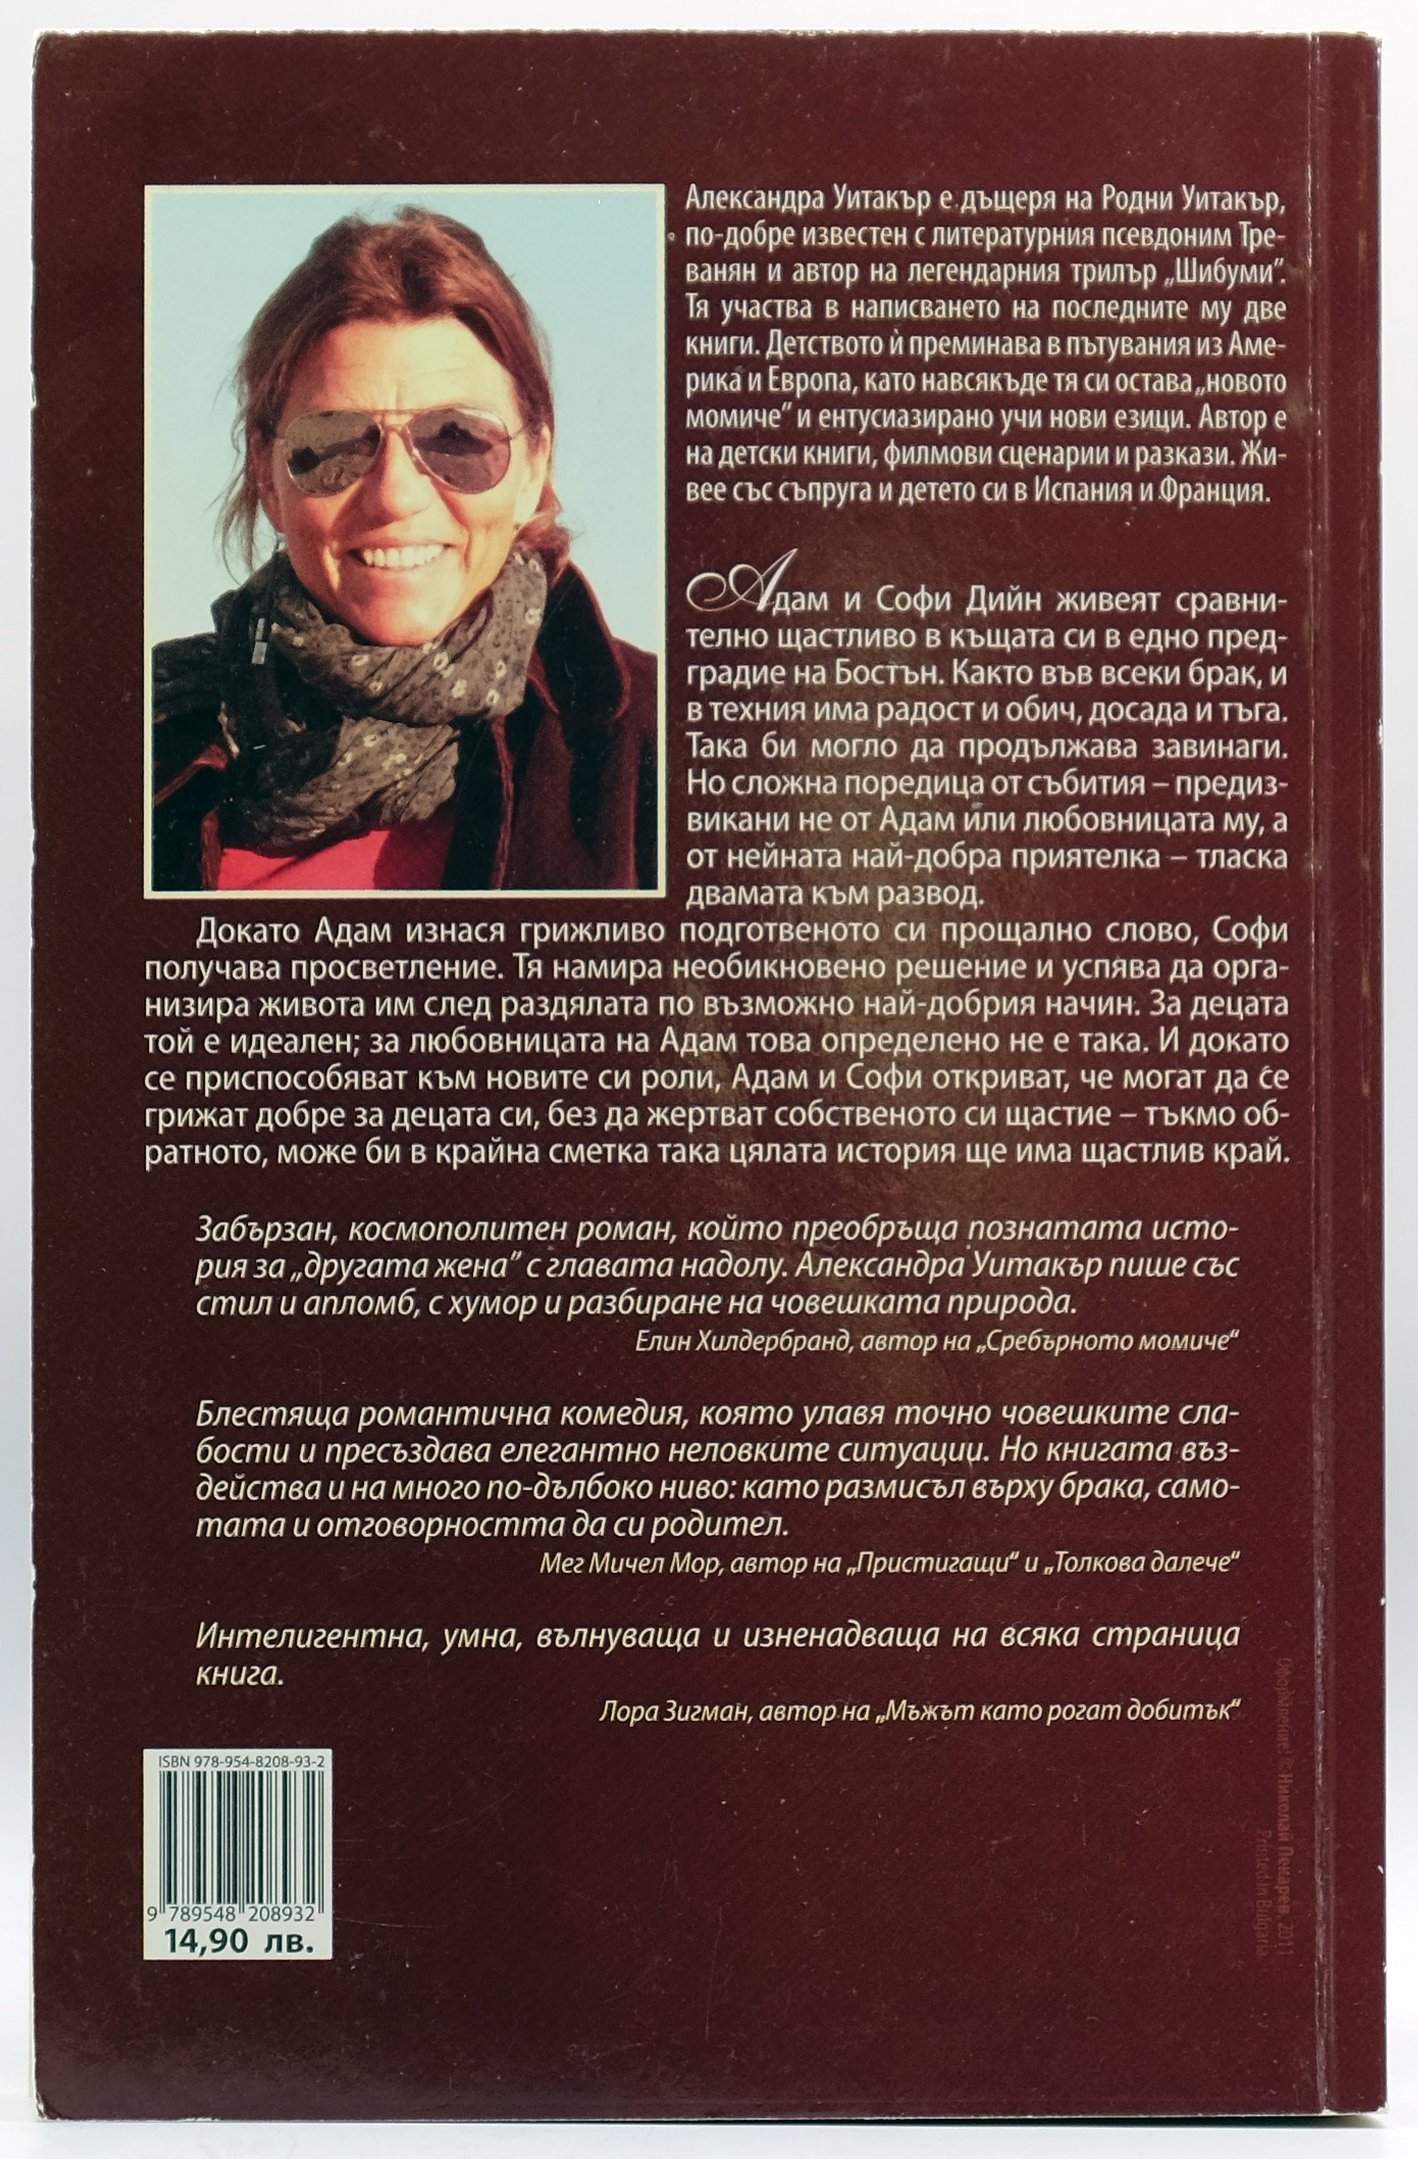 Александра Уитакър е дъщеря на Родни Уитакър,
по-добре известен с литературния псевдоним Тре-
ванян и автор на легендарния трилър „Шибуми“.
Тя участва в написването на последните му две
книги. Детството ѝ преминава в пътувания из Аме-
рика и Европа, като навсякъде тя си остава „новото
момиче“ и ентусиазирано учи нови езици. Автор е
на детски книги, филмови сценарии и разкази. Жи-
вее със съпруга и детето си в Испания и Франция.
Адам и Софи Дийн живеят сравни-
телно щастливо в къщата си в едно пред-
градие на Бостън. Както във всеки брак, и
в техния има радост и обич, досада и тъга.
Така би могло да продължава завинаги.
Но сложна поредица от събития – предиз-
викани не от Адам или любовницата му, а
от нейната най-добра приятелка – тласка
двамата към развод.
Докато Адам изнася грижливо подготвеното си прощално слово, Софи
получава просветление. Тя намира необикновено решение и успява да орга-
низира живота им след раздялата по възможно най-добрия начин. За децата
той е идеален; за любовницата на Адам това определено не е така. И докато
се приспособяват към новите си роли, Адам и Софи откриват, че могат да се
грижат добре за децата си, без да жертват собственото си щастие – тъкмо об-
ратното, може би в крайна сметка така цялата история ще има щастлив край.
Забързан, космополитен роман, който преобръща познатата исто-
рия за „другата жена“ с главата надолу. Александра Уитакър пише със
стил и апломб, с хумор и разбиране на човешката природа.
Елин Хилдербранд, автор на „Сребърното момиче“
Блестяща романтична комедия, която улавя точно човешките сла-
бости и пресъздава елегантно неловките ситуации. Но книгата въз-
действа и на много по-дълбоко ниво: като размисъл върху брака, само-
тата и отговорността да си родител.
Мег Мичел Мор, автор на „Пристигащи“ и „Толкова далече“
Интелигентна, умна, вълнуваща и изненадваща на всяка страница
книга.
Лора Зигман, автор на „Мъжът като рогат добитък“
ISBN 978-954-8208-93-2
9 789548 208932
14,90 лв.
Оформление: © Николай Пекарев, 2011
Printed in Bulgaria